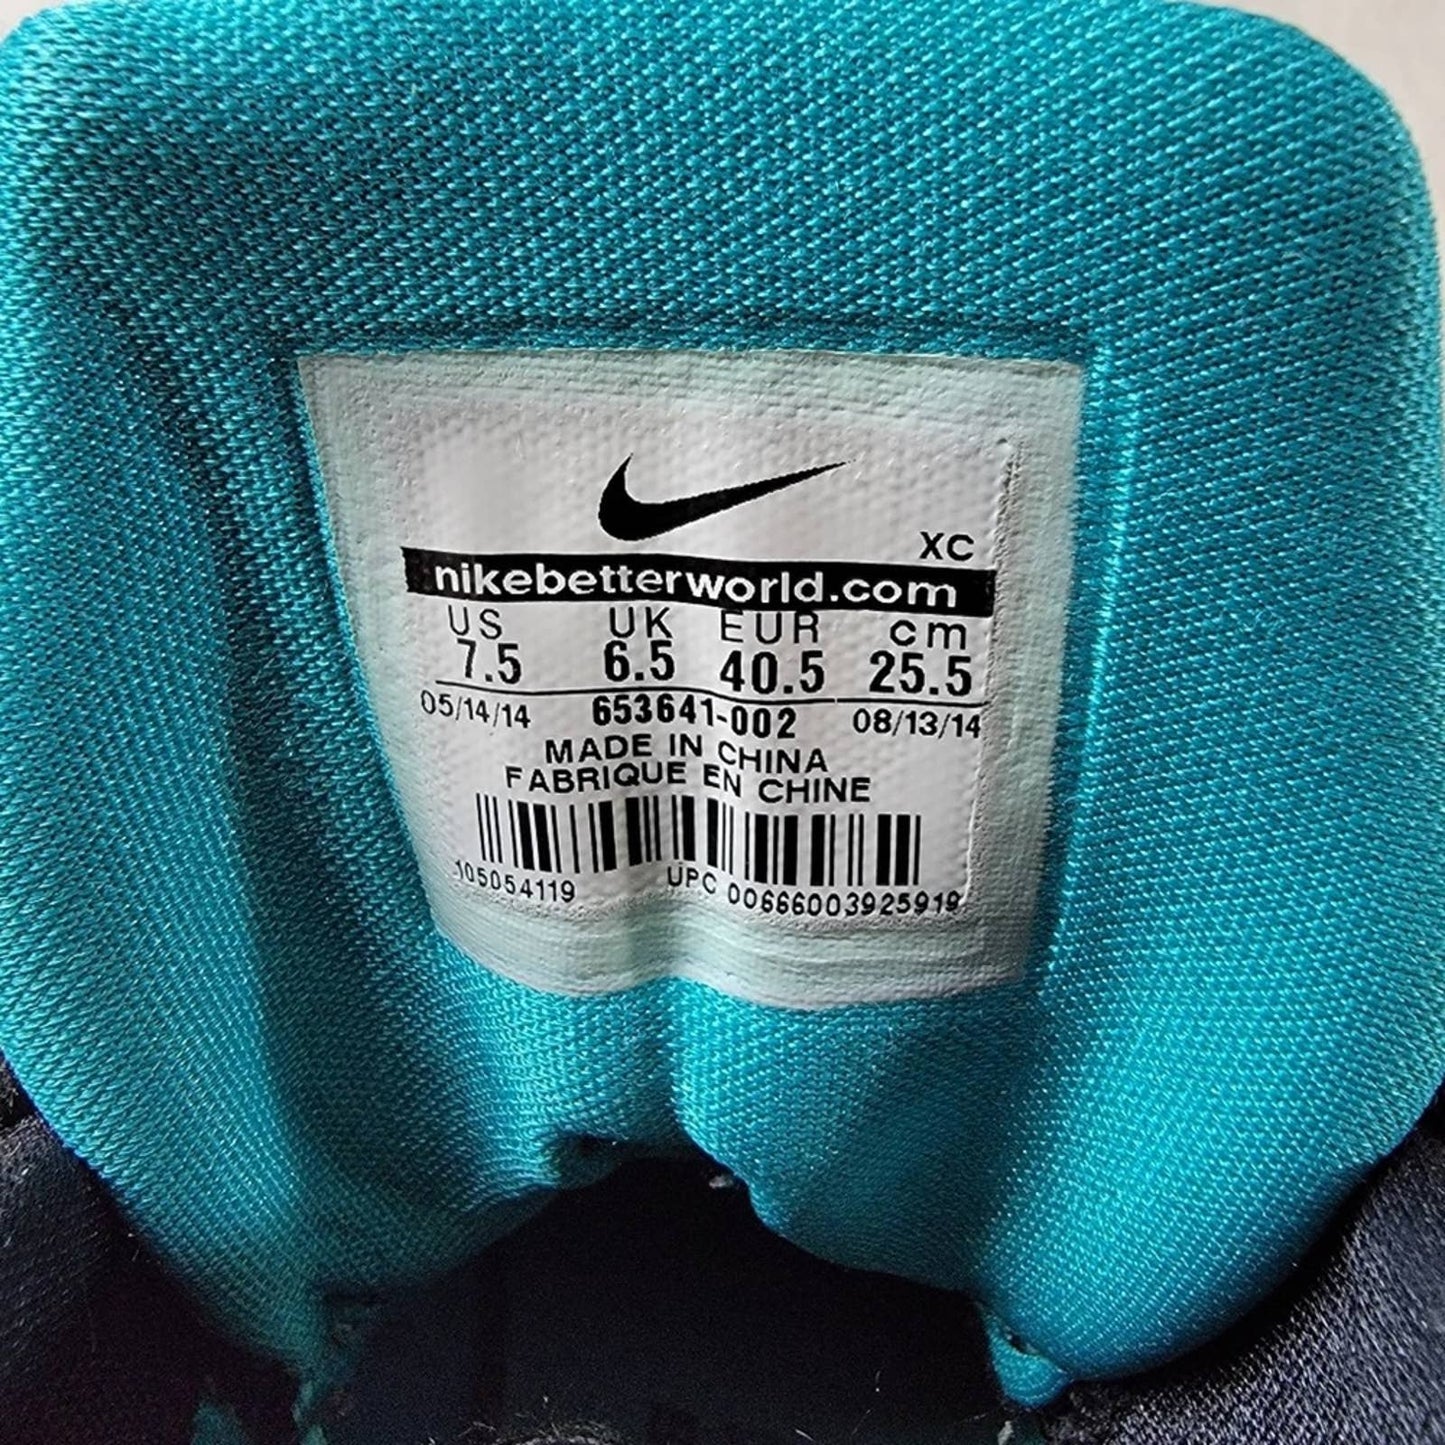 XC
nikebetterworld.com
US UK EUR cm
7.5 6.5 40.5 25.5
05/14/14 653641-002 08/13/14
MADE IN CHINA
FABRIQUE EN CHINE
105054119 UPC 00666003925919